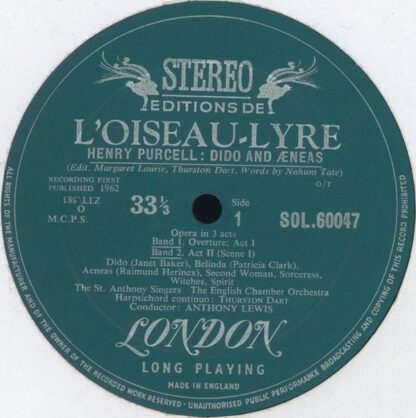 STEREO
EDITIONS DE
L'OISEAU-LYRE
HENRY PURCELL: DIDO AND ÆNEAS
(Edit. Margaret Laurie, Thurston Dart, Words by Nahum Tate)
RECORDING FIRST
PUBLISHED 1962
O/T
ZLL.283
O
M.C.P.S.
33⅓
Side
1
SOL.60047
Opera in 3 acts
Band 1. Overture; Act I
Band 2. Act II (Scene I)
Dido (Janet Baker), Belinda (Patricia Clark),
Aeneas (Raimund Herincx), Second Woman, Sorceress,
Witches, Spirit
The St. Anthony Singers The English Chamber Orchestra
Harpsichord continuo: THURSTON DART
Conductor: ANTHONY LEWIS
LONDON
LONG PLAYING
MADE IN ENGLAND
ALL RIGHTS OF THE MANUFACTURER AND OF THE OWNER OF THE RECORDED WORK RESERVED · UNAUTHORISED PUBLIC PERFORMANCE BROADCASTING AND COPYING OF THIS RECORD PROHIBITED